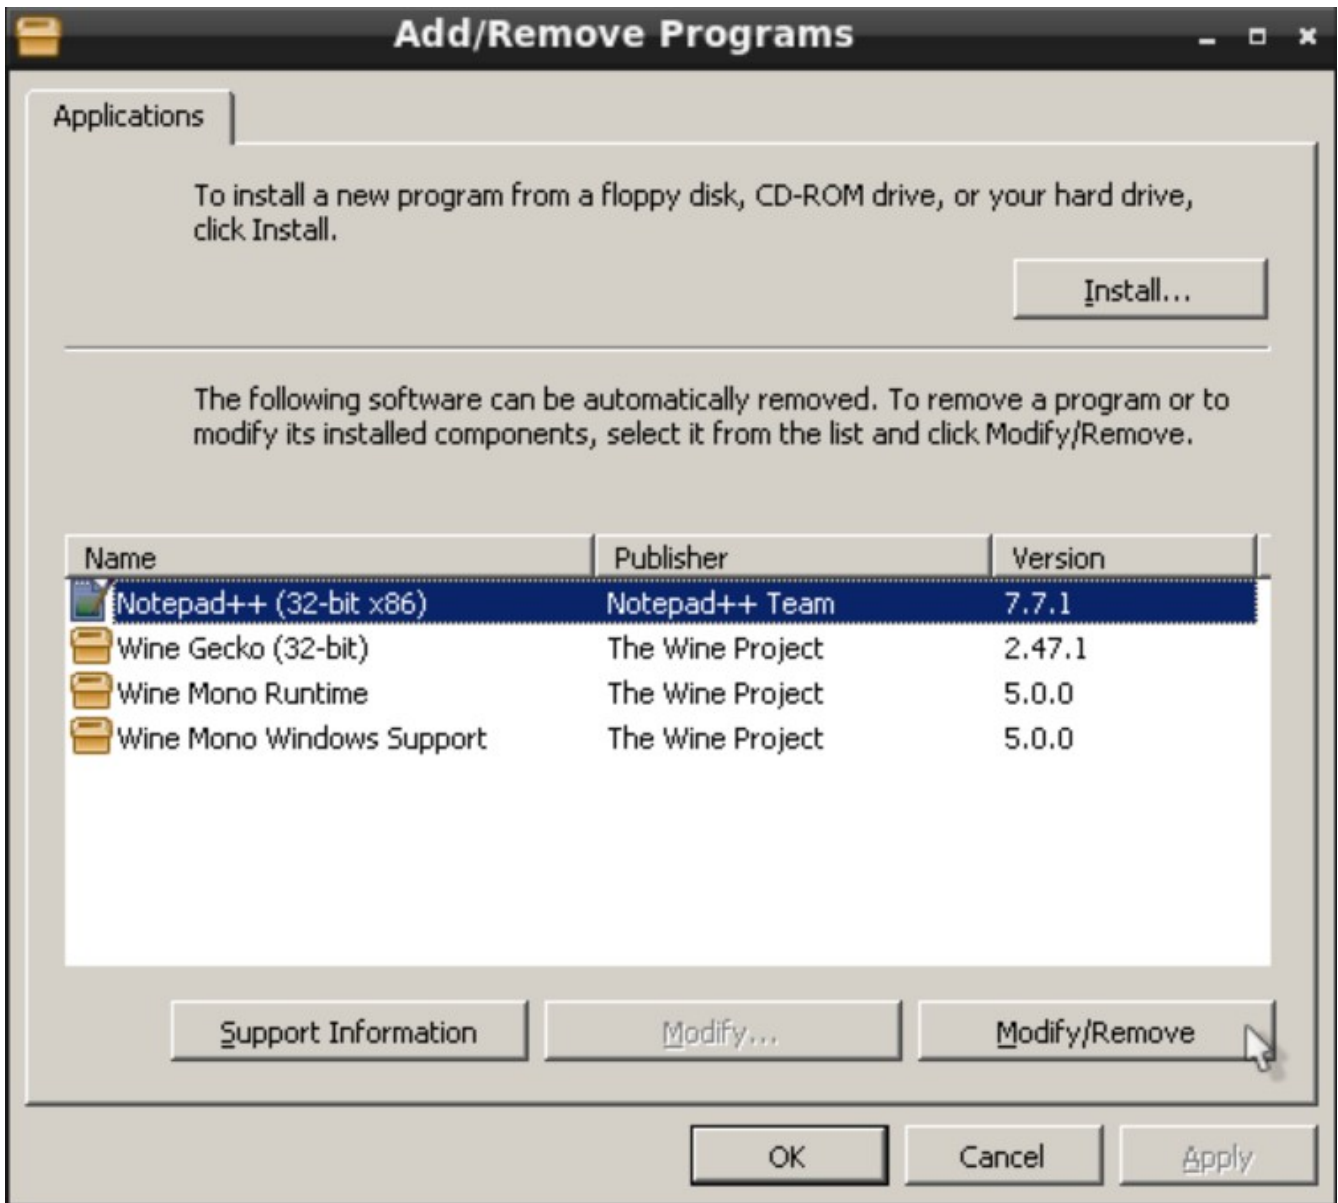 Add/Remove Programs
Applications
To install a new program from a floppy disk, CD-ROM drive, or your hard drive,
click Install.
Install...
The following software can be automatically removed. To remove a program or to
modify its installed components, select it from the list and click Modify/Remove.
Name Publisher Version
Notepad++ (32-bit x86) Notepad++ Team 7.7.1
Wine Gecko (32-bit) The Wine Project 2.47.1
Wine Mono Runtime The Wine Project 5.0.0
Wine Mono Windows Support The Wine Project 5.0.0
Support Information Modify... Modify/Remove
OK Cancel Apply